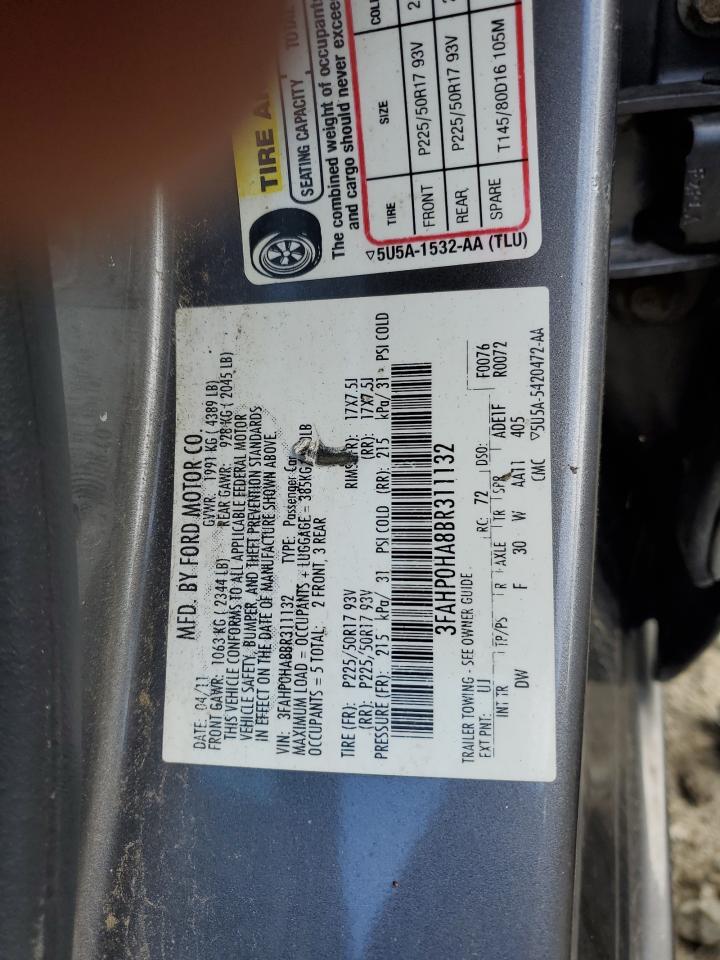 TIRE A
SEATING CAPACITY TOTAL
The combined weight of occupants
and cargo should never exceed
TIRE SIZE COLD
FRONT P225/50R17 93V 2
REAR P225/50R17 93V 2
SPARE T145/80D16 105M
▽5U5A-1532-AA (TLU)
MFD. BY FORD MOTOR CO.
DATE: 04/11 GVWR: 1991 KG ( 4389 LB)
FRONT GAWR: 1063 KG ( 2344 LB) REAR GAWR: 928 KG ( 2045 LB)
THIS VEHICLE CONFORMS TO ALL APPLICABLE FEDERAL MOTOR
VEHICLE SAFETY, BUMPER, AND THEFT PREVENTION STANDARDS
IN EFFECT ON THE DATE OF MANUFACTURE SHOWN ABOVE
VIN: 3FAHP0HA8BR311132 TYPE: Passenger Car
MAXIMUM LOAD = OCCUPANTS + LUGGAGE = 385KG/ LB
OCCUPANTS = 5 TOTAL: 2 FRONT, 3 REAR
TIRE (FR): P225/50R17 93V RIMS(FR): 17X7.5J
(RR): P225/50R17 93V (RR): 17X7.5J
PRESSURE (FR): 215 kPa/ 31 PSI COLD (RR): 215 kPa/ 31 PSI COLD
3FAHP0HA8BR311132
TRAILER TOWING - SEE OWNER GUIDE
EXT PNT: UJ RC: 72 DSO: F0076
R0072
INT TR TP/PS R AXLE TR SPR ADE1F
DW F 30 W AA11 405
CMC ▽5U5A-5420472-AA